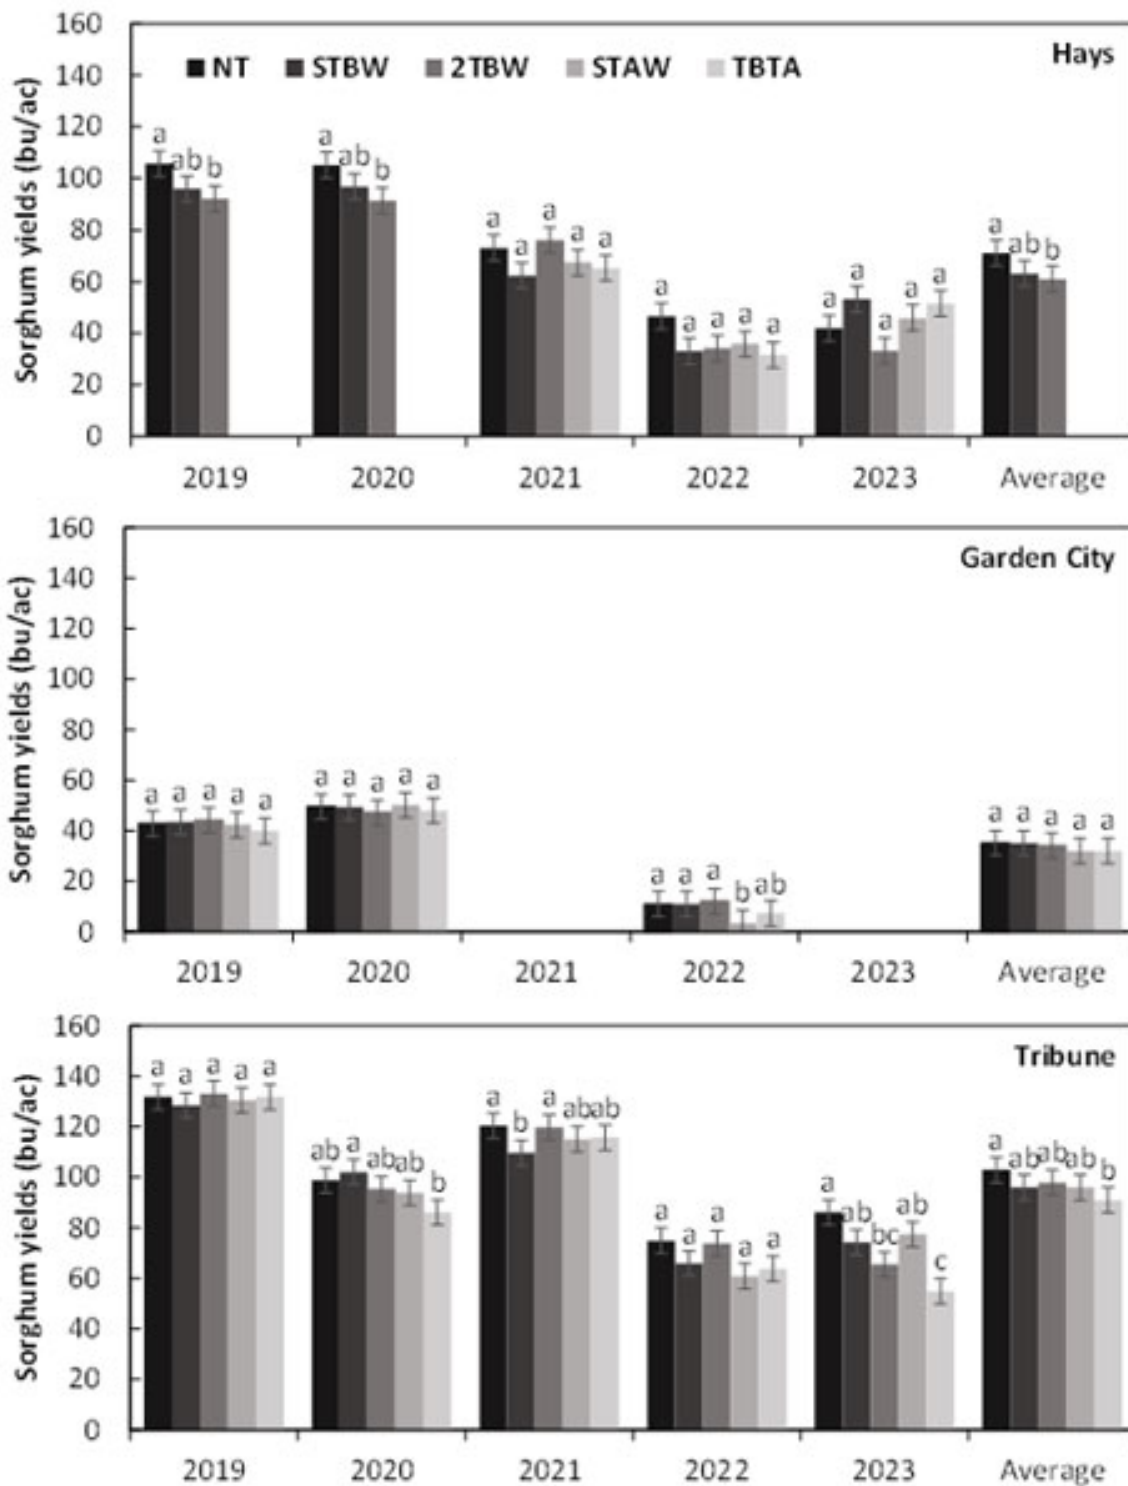 160
Hays
140
NT STBW 2TBW STAW TBTA
120
100
80
60
40
20
0
Sorghum yields (bu/ac)
a ab b
a ab b
a a a a a
a a a a a
a a a a a
a ab b
2019 2020 2021 2022 2023 Average
160
Garden City
140
120
100
80
60
40
20
0
Sorghum yields (bu/ac)
a a a a a
a a a a a
a a a b ab
a a a a a
2019 2020 2021 2022 2023 Average
160
Tribune
140
120
100
80
60
40
20
0
Sorghum yields (bu/ac)
a a a a a
ab a ab ab b
a b a ab ab
a a a a a
a ab bc ab c
a ab ab ab b
2019 2020 2021 2022 2023 Average